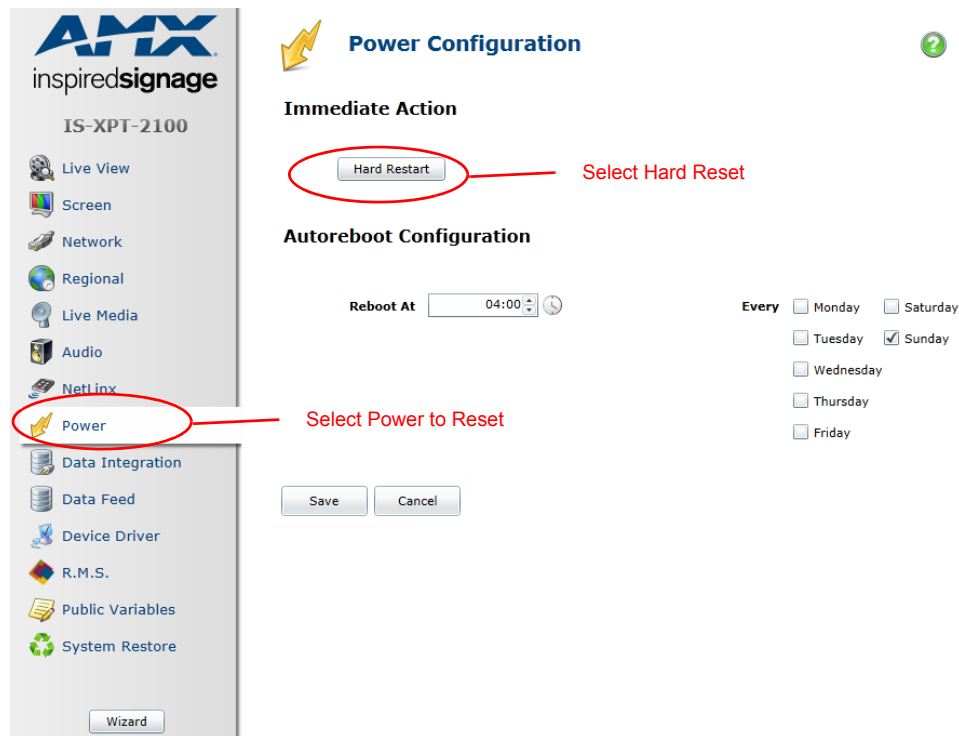 AMX
inspiredsignage
IS-XPT-2100
Live View
Screen
Network
Regional
Live Media
Audio
NetLinx
Power
Data Integration
Data Feed
Device Driver
R.M.S.
Public Variables
System Restore
Wizard
Power Configuration
?
Immediate Action
Hard Restart
Select Hard Reset
Autoreboot Configuration
Reboot At 04:00
Every
Monday
Saturday
Tuesday
Sunday
Wednesday
Thursday
Friday
Select Power to Reset
Save
Cancel